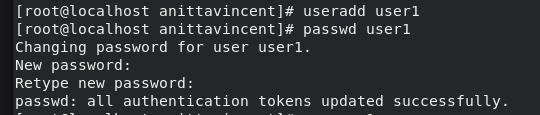 [root@localhost anittavincent]# useradd user1
[root@localhost anittavincent]# passwd user1
Changing password for user user1.
New password:
Retype new password:
passwd: all authentication tokens updated successfully.